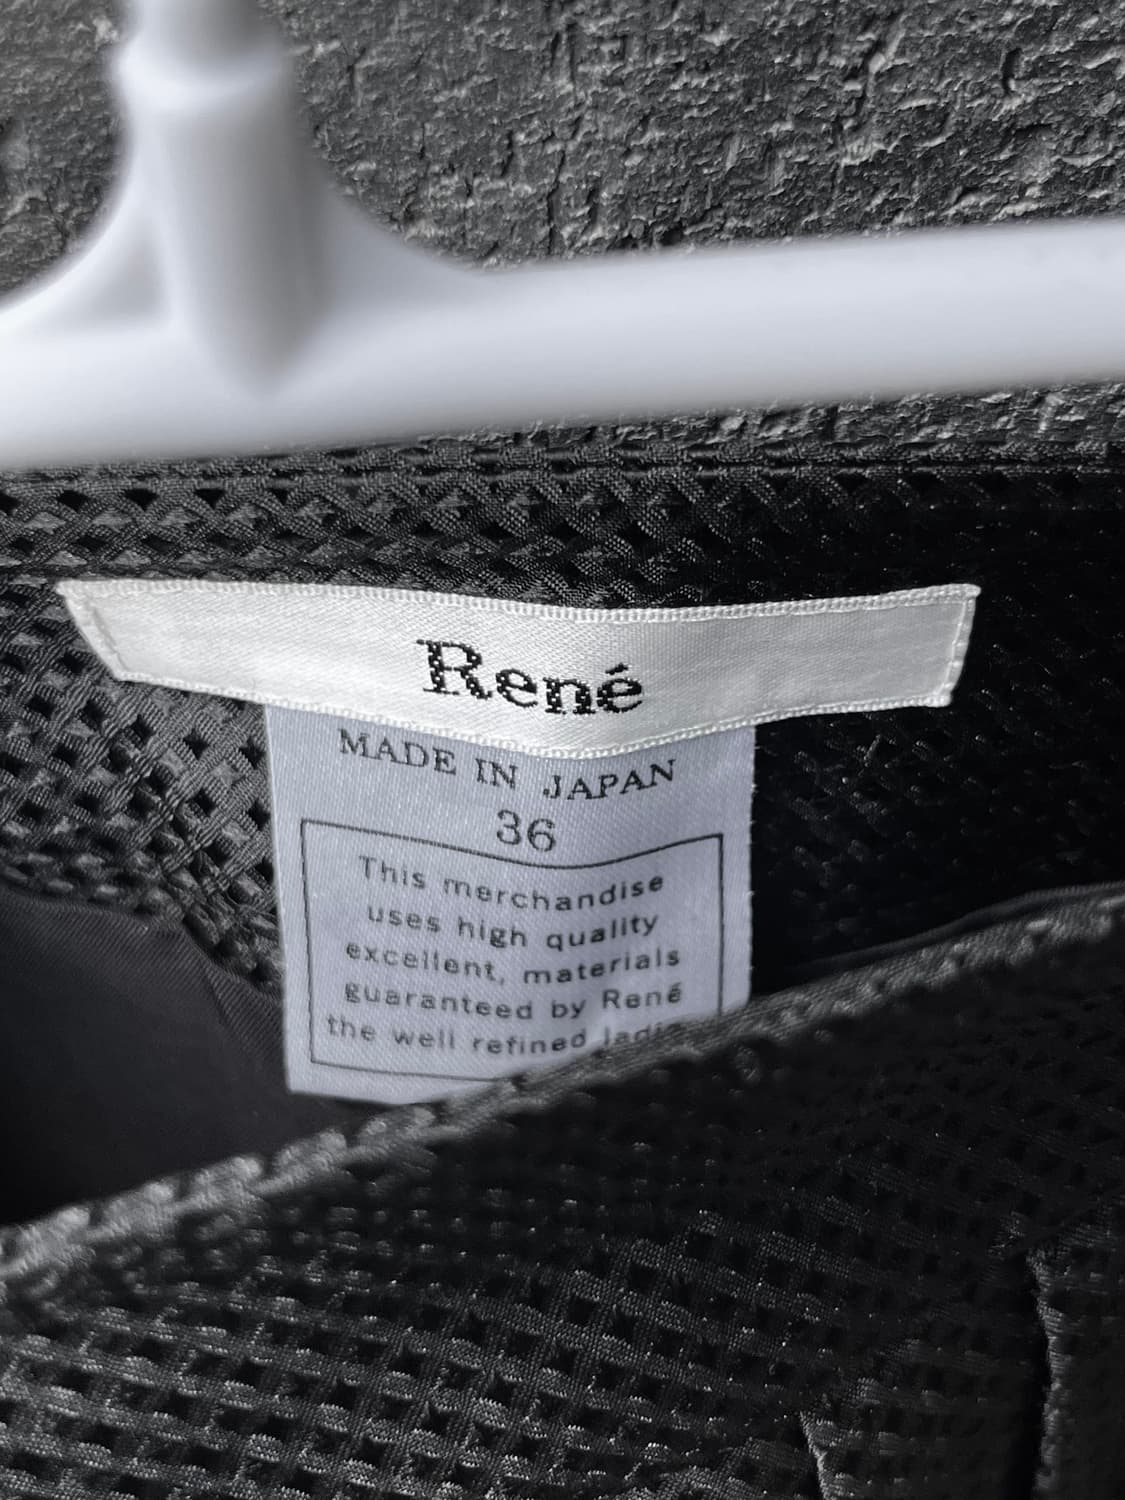 René
MADE IN JAPAN
36
This merchandise
uses high quality
excellent, materials
guaranteed by René
the well refined